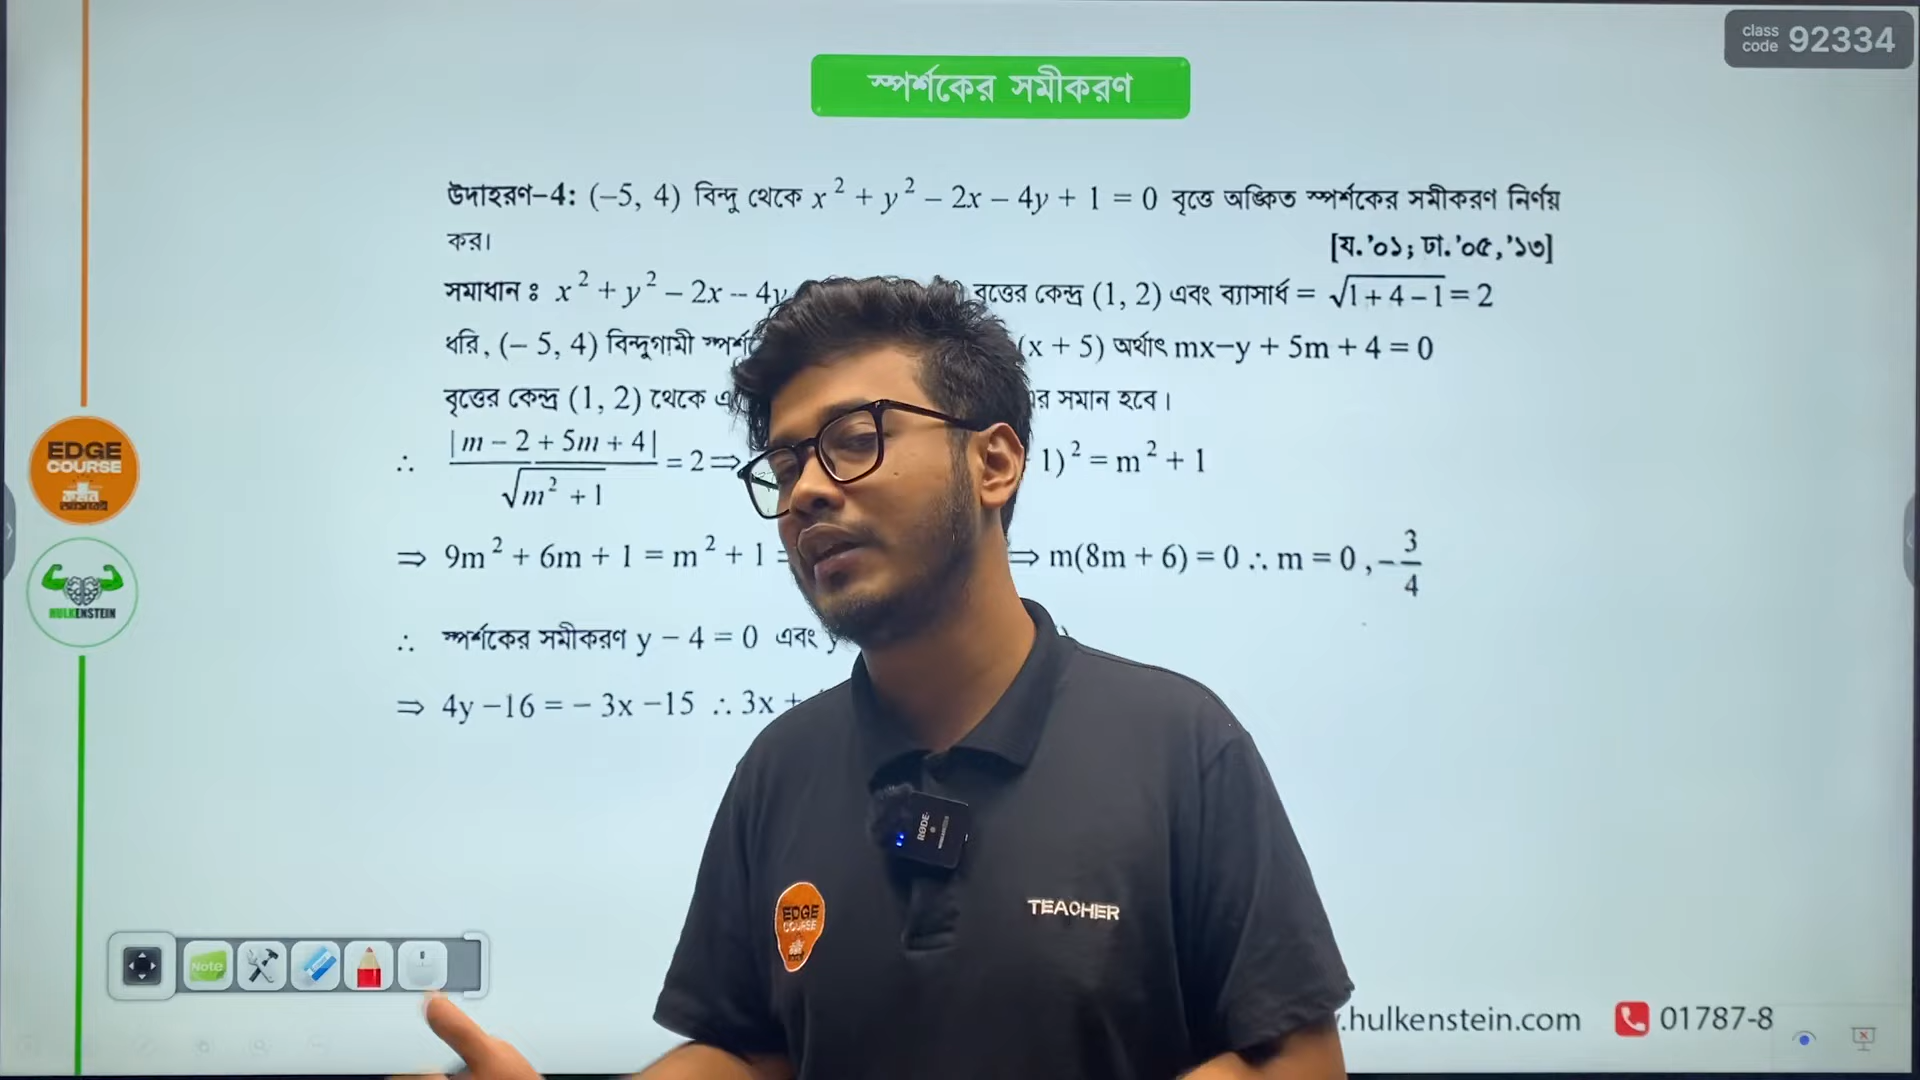 class code 92334
স্পর্শকের সমীকরণ
উদাহরণ–4: (–5, 4) বিন্দু থেকে x² + y² – 2x – 4y + 1 = 0 বৃত্তে অঙ্কিত স্পর্শকের সমীকরণ নির্ণয়
কর। [য.'০১; ঢা.'০৫,'১৩]
সমাধান ঃ x² + y² – 2x – 4y বৃত্তের কেন্দ্র (1, 2) এবং ব্যাসার্ধ = √1 + 4 – 1 = 2
ধরি, (– 5, 4) বিন্দুগামী (x + 5) অর্থাৎ mx–y + 5m + 4 = 0
বৃত্তের কেন্দ্র (1, 2) থেকে সমান হবে।
∴ |m – 2 + 5m + 4| / √m² + 1 = 2 ⇒ 1)² = m² + 1
⇒ 9m² + 6m + 1 = m² + 1 ⇒ m(8m + 6) = 0 ∴ m = 0 , – 3/4
∴ স্পর্শকের সমীকরণ y – 4 = 0 এবং
⇒ 4y –16 = – 3x –15 ∴ 3x +
EDGE
COURSE
HULKENSTEIN
Note
RØDE
EDGE
COURSE
TEACHER
.hulkenstein.com 01787-8